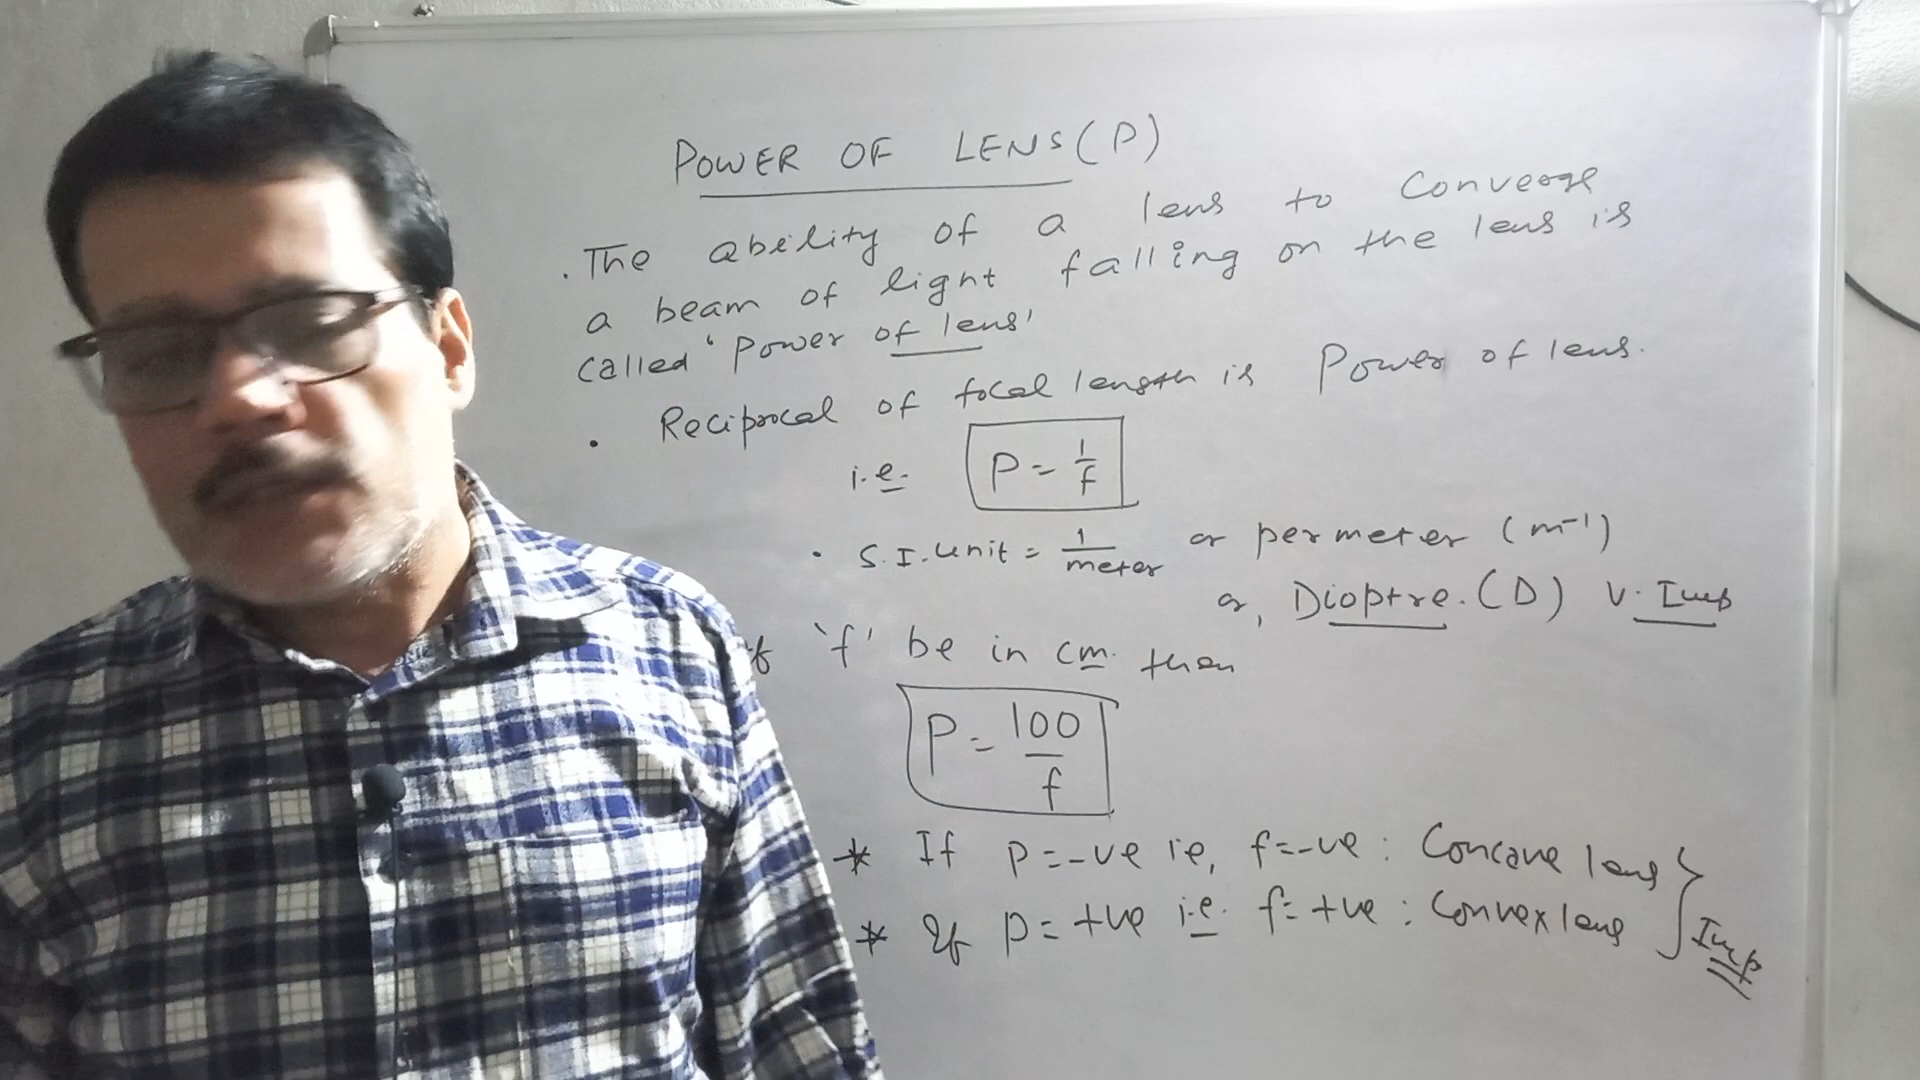 POWER OF LENS (P)
. The ability of a lens to converge
a beam of light falling on the lens is
called 'Power of lens'
. Reciprocal of focal length is Power of lens.
i.e. P = 1/f
. S.I. unit = 1/meter or per meter (m⁻¹)
or, Dioptre. (D) V. Imp
'f' be in cm. then
P = 100/f
* If P = -ve ie, f = -ve : Concave lens
* If P = +ve i.e. f = +ve : Convex lens } Imp